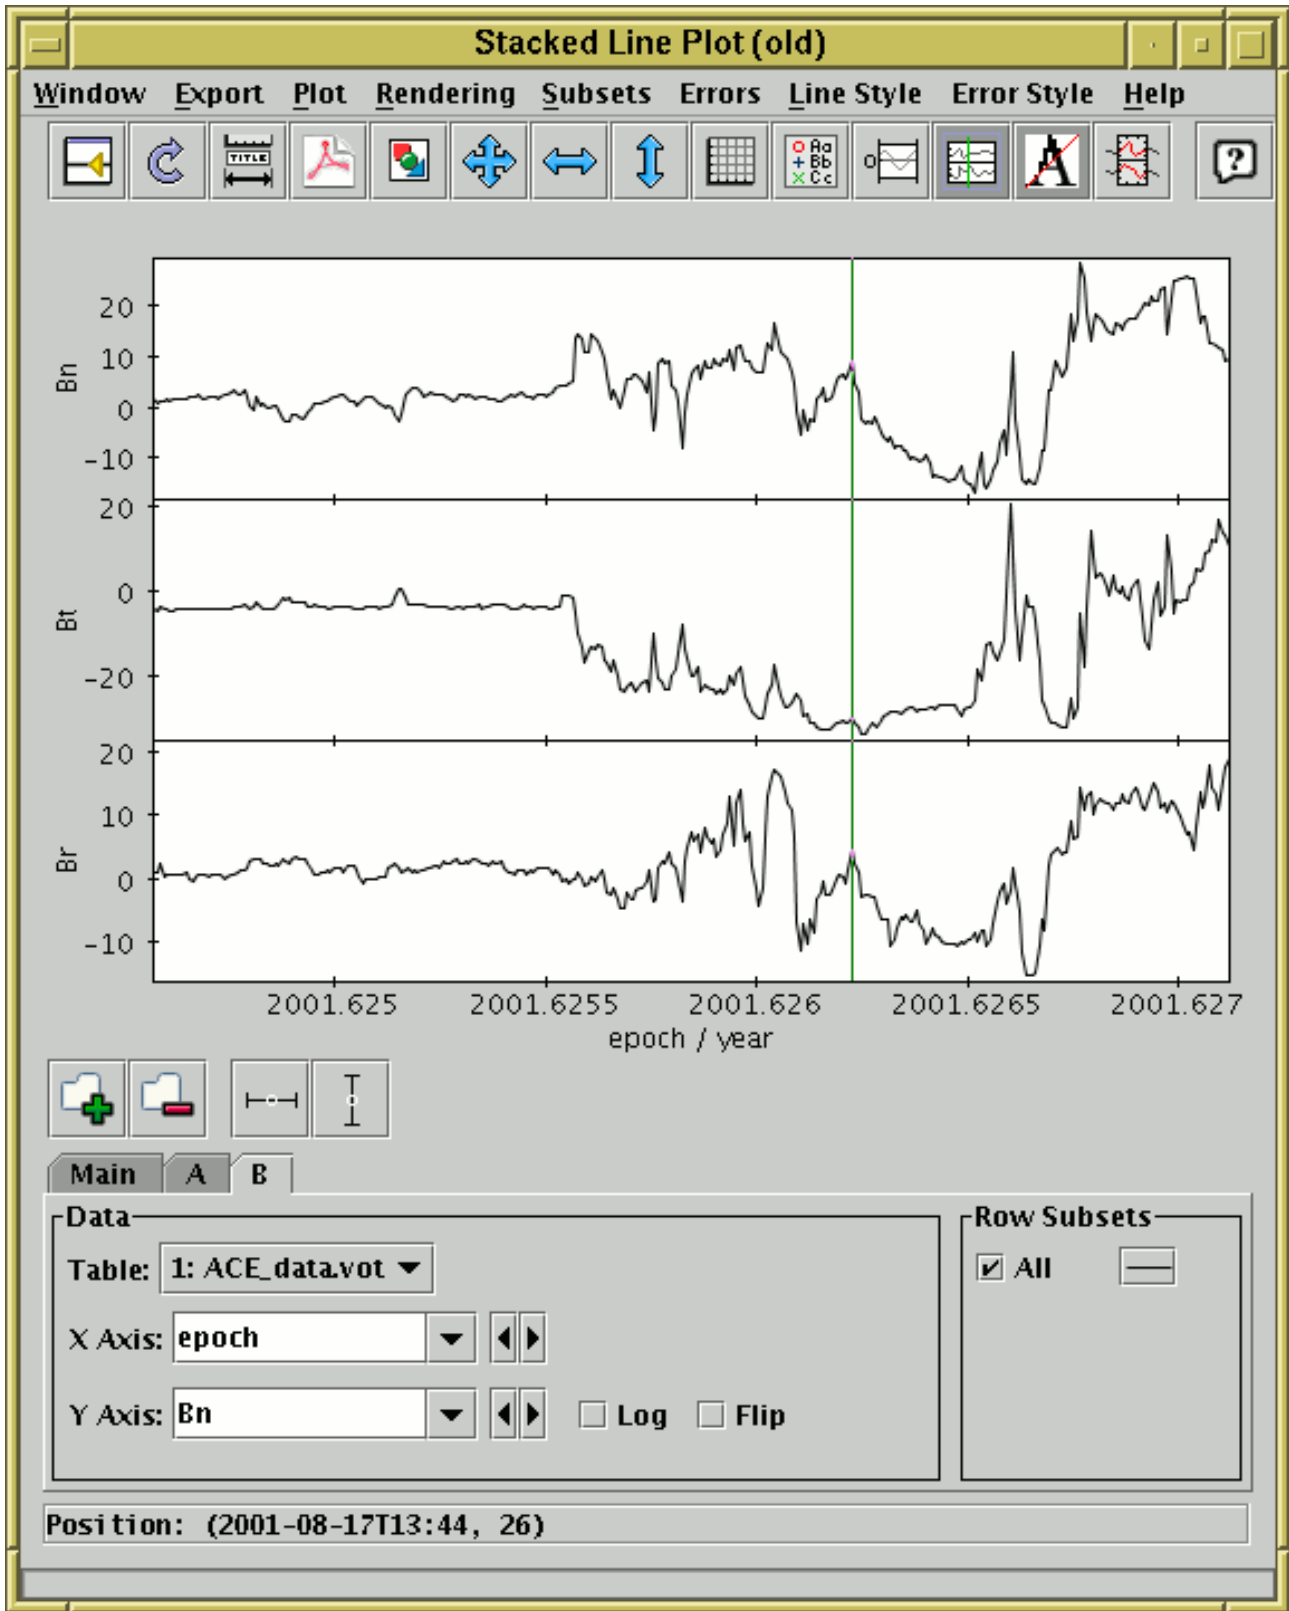 Stacked Line Plot (old)
Window Export Plot Rendering Subsets Errors Line Style Error Style Help
TITLE
Aa
Bb
Cc
A
?
20
10
0
-10
Bn
20
0
-20
Bt
20
10
0
-10
Br
2001.625 2001.6255 2001.626 2001.6265 2001.627
epoch / year
Main A B
Data
Row Subsets
Table: 1: ACE_data.vot
All
X Axis: epoch
Y Axis: Bn Log Flip
Position: (2001-08-17T13:44, 26)